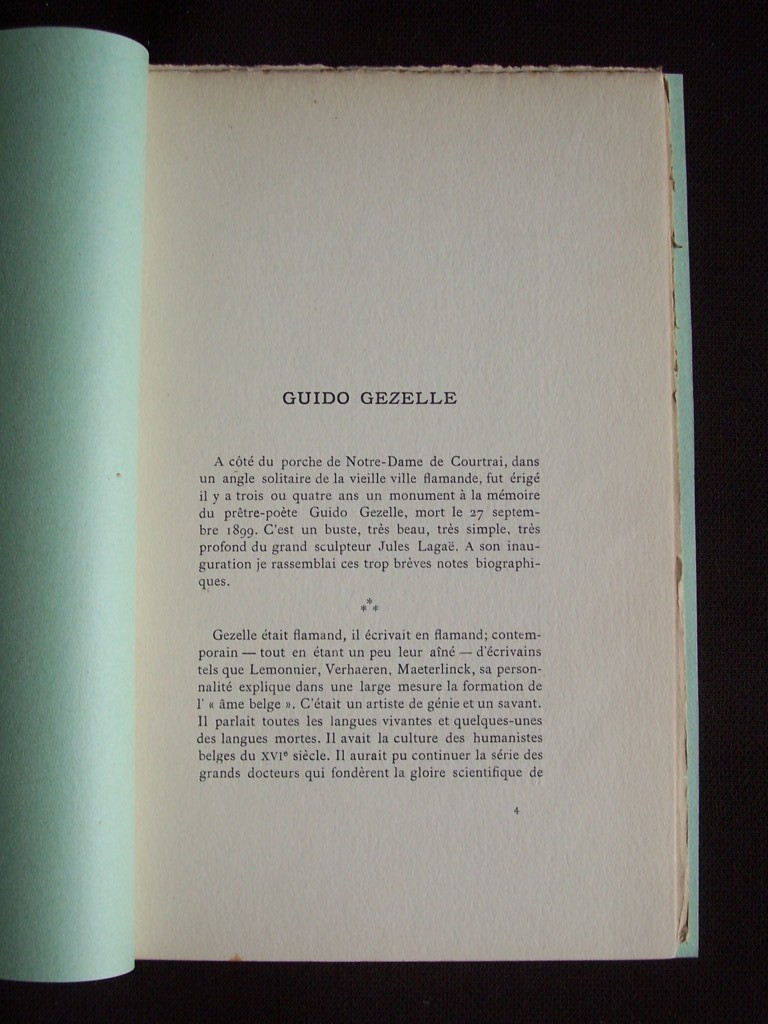 GUIDO GEZELLE
A côté du porche de Notre-Dame de Courtrai, dans
un angle solitaire de la vieille ville flamande, fut érigé
il y a trois ou quatre ans un monument à la mémoire
du prêtre-poète Guido Gezelle, mort le 27 septem-
bre 1899. C'est un buste, très beau, très simple, très
profond du grand sculpteur Jules Lagaë. A son inau-
guration je rassemblai ces trop brèves notes biographi-
ques.
* * *
Gezelle était flamand, il écrivait en flamand; contem-
porain — tout en étant un peu leur aîné — d'écrivains
tels que Lemonnier, Verhaeren, Maeterlinck, sa person-
nalité explique dans une large mesure la formation de
l' « âme belge ». C'était un artiste de génie et un savant.
Il parlait toutes les langues vivantes et quelques-unes
des langues mortes. Il avait la culture des humanistes
belges du XVIe siècle. Il aurait pu continuer la série des
grands docteurs qui fondèrent la gloire scientifique de
4